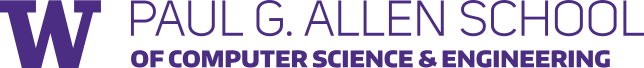 W PAUL G. ALLEN SCHOOL
OF COMPUTER SCIENCE & ENGINEERING